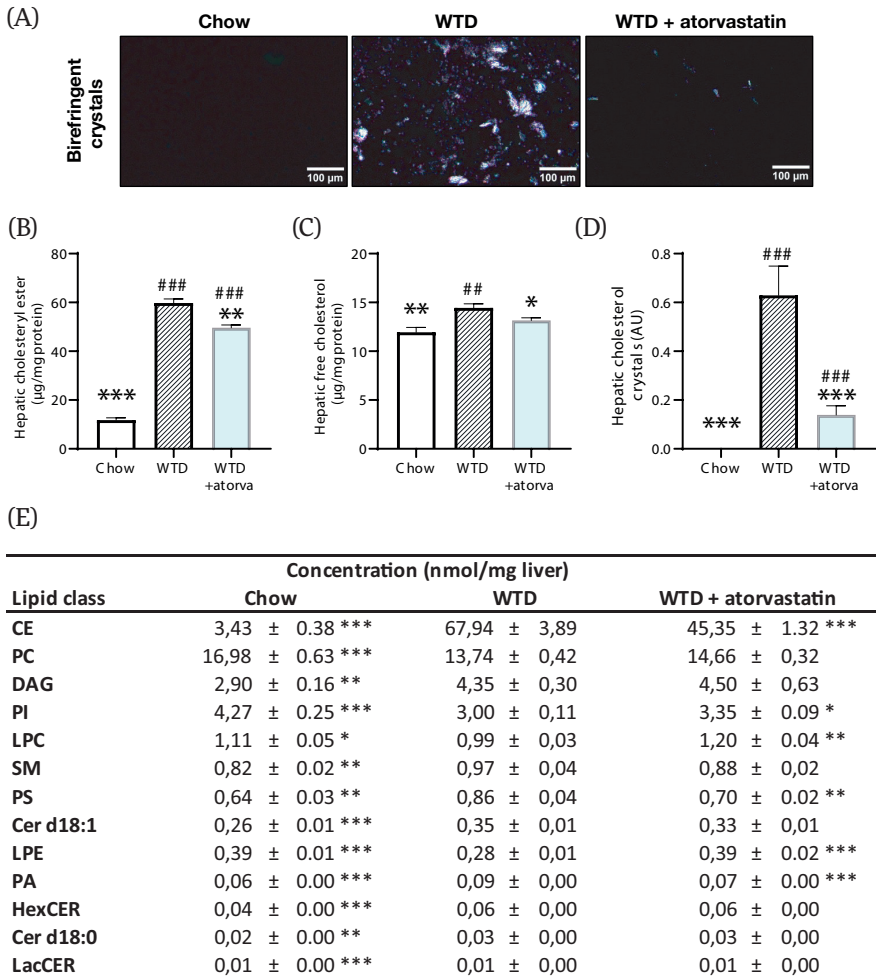 (A)
Chow WTD WTD + atorvastatin
Birefringent
crystals
100 µm 100 µm 100 µm
(B)
Hepatic cholesteryl ester
(µg/mg protein)
80
60
40
20
0
***
###
###
**
Chow WTD WTD
+atorva
(C)
Hepatic free cholesterol
(µg/mg protein)
20
15
10
5
0
**
##
*
Chow WTD WTD
+atorva
(D)
Hepatic cholesterol
crystals (AU)
0.8
0.6
0.4
0.2
0.0
***
###
###
***
Chow WTD WTD
+atorva
(E)
Concentration (nmol/mg liver)
Lipid class Chow WTD WTD + atorvastatin
CE 3,43 ± 0.38 *** 67,94 ± 3,89 45,35 ± 1.32 ***
PC 16,98 ± 0.63 *** 13,74 ± 0,42 14,66 ± 0,32
DAG 2,90 ± 0.16 ** 4,35 ± 0,30 4,50 ± 0,63
PI 4,27 ± 0.25 *** 3,00 ± 0,11 3,35 ± 0.09 *
LPC 1,11 ± 0.05 * 0,99 ± 0,03 1,20 ± 0.04 **
SM 0,82 ± 0.02 ** 0,97 ± 0,04 0,88 ± 0,02
PS 0,64 ± 0.03 ** 0,86 ± 0,04 0,70 ± 0.02 **
Cer d18:1 0,26 ± 0.01 *** 0,35 ± 0,01 0,33 ± 0,01
LPE 0,39 ± 0.01 *** 0,28 ± 0,01 0,39 ± 0.02 ***
PA 0,06 ± 0.00 *** 0,09 ± 0,00 0,07 ± 0.00 ***
HexCER 0,04 ± 0.00 *** 0,06 ± 0,00 0,06 ± 0,00
Cer d18:0 0,02 ± 0.00 ** 0,03 ± 0,00 0,03 ± 0,00
LacCER 0,01 ± 0.00 *** 0,01 ± 0,00 0,01 ± 0,00